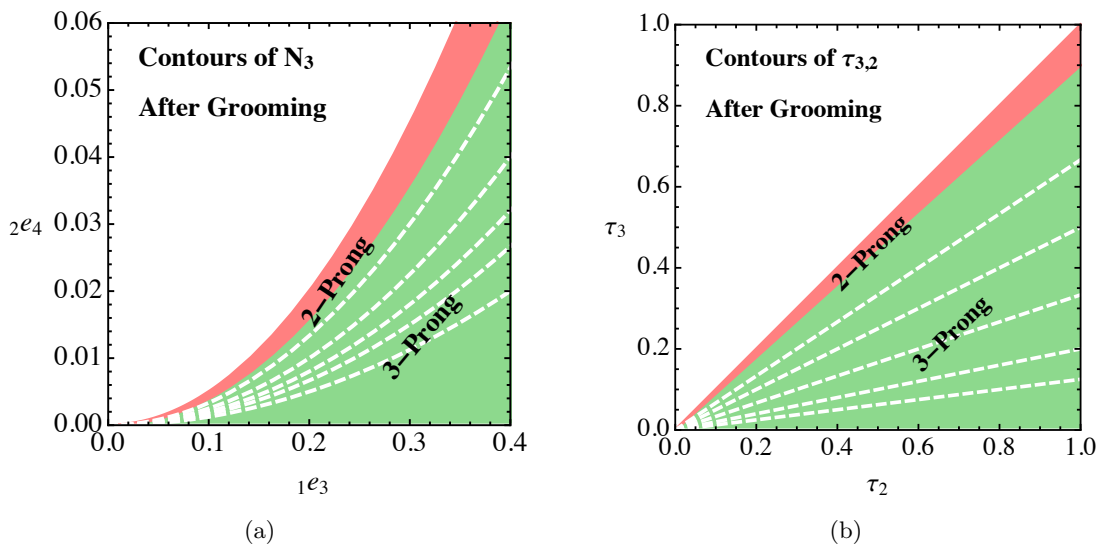 Contours of N₃
After Grooming
2−Prong
3−Prong
₂e₄
0.06
0.05
0.04
0.03
0.02
0.01
0.00
0.0 0.1 0.2 0.3 0.4
₁e₃
(a)
Contours of τ₃,₂
After Grooming
2−Prong
3−Prong
τ₃
1.0
0.8
0.6
0.4
0.2
0.0
0.0 0.2 0.4 0.6 0.8 1.0
τ₂
(b)